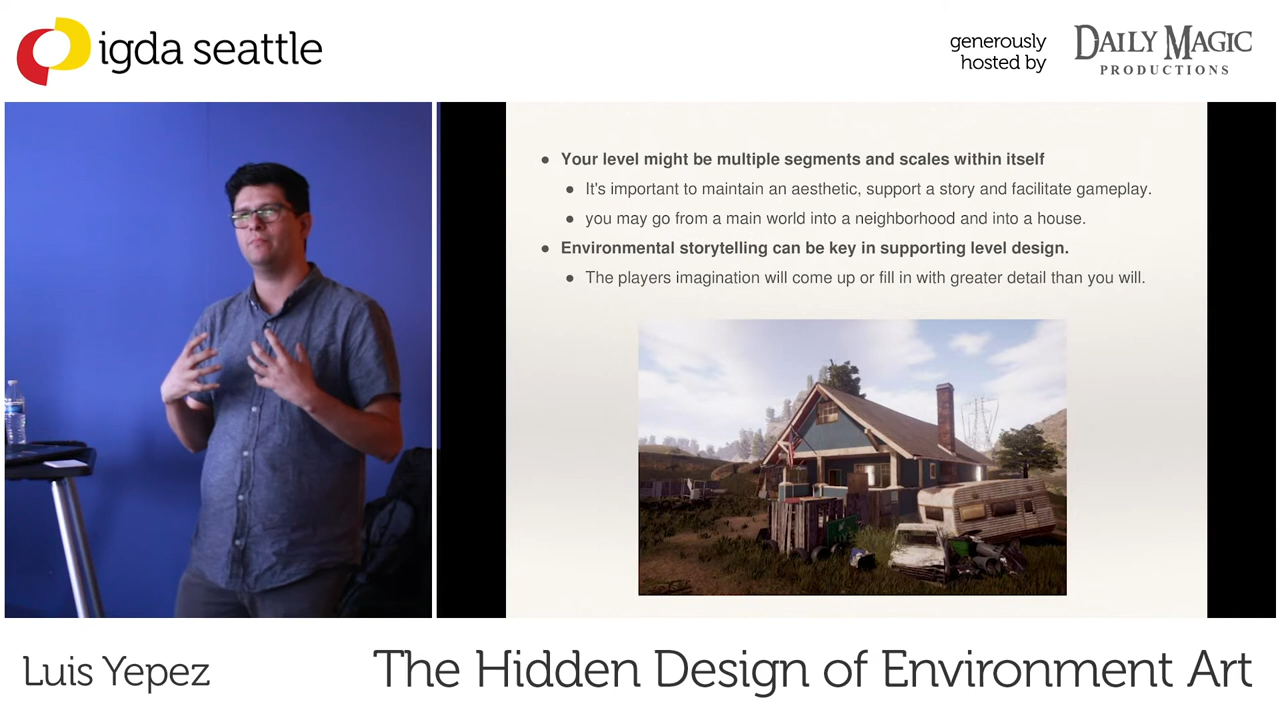 igda seattle
generously
hosted by
DAILY MAGIC
PRODUCTIONS
● Your level might be multiple segments and scales within itself
● It's important to maintain an aesthetic, support a story and facilitate gameplay.
● you may go from a main world into a neighborhood and into a house.
● Environmental storytelling can be key in supporting level design.
● The players imagination will come up or fill in with greater detail than you will.
Luis Yepez
The Hidden Design of Environment Art